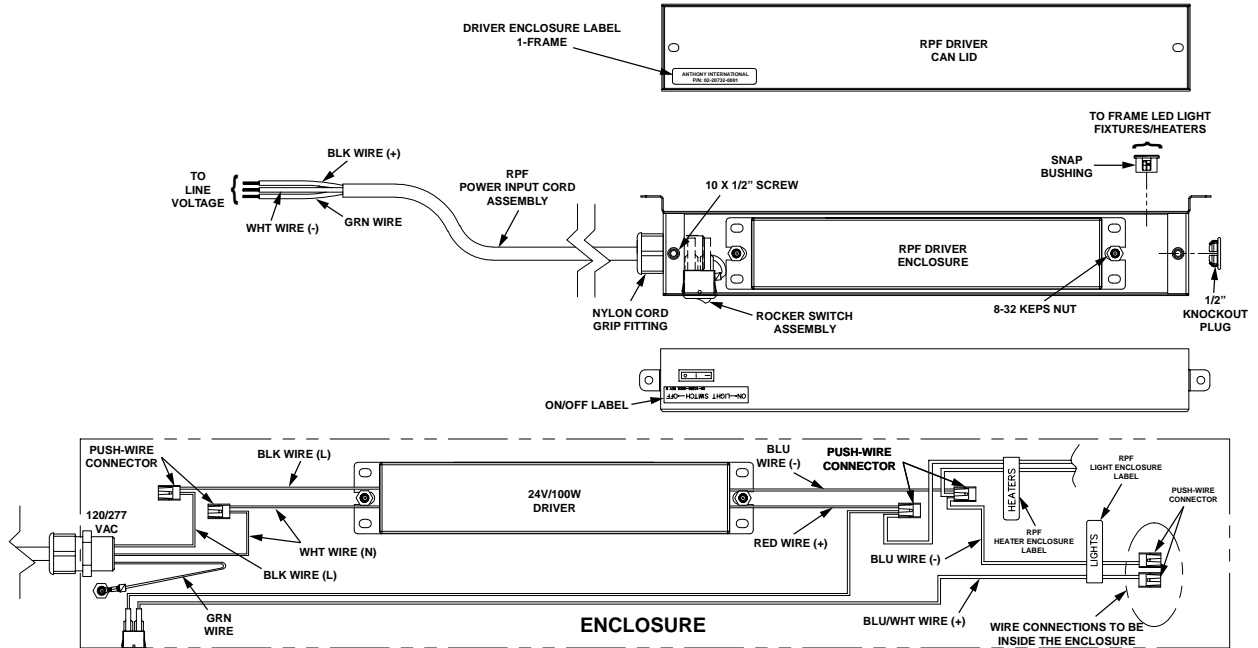 DRIVER ENCLOSURE LABEL
1-FRAME
RPF DRIVER
CAN LID
ANTHONY INTERNATIONAL
P/N: 02-20732-0001
TO FRAME LED LIGHT
FIXTURES/HEATERS
SNAP
BUSHING
TO
LINE
VOLTAGE
BLK WIRE (+)
WHT WIRE (-)
GRN WIRE
RPF
POWER INPUT CORD
ASSEMBLY
10 X 1/2" SCREW
RPF DRIVER
ENCLOSURE
NYLON CORD
GRIP FITTING
ROCKER SWITCH
ASSEMBLY
8-32 KEPS NUT
1/2"
KNOCKOUT
PLUG
ON/OFF LABEL
ON←LIGHT SWITCH→OFF
PUSH-WIRE
CONNECTOR
BLK WIRE (L)
120/277
VAC
24V/100W
DRIVER
WHT WIRE (N)
BLK WIRE (L)
GRN
WIRE
BLU
WIRE (-)
PUSH-WIRE
CONNECTOR
RED WIRE (+)
BLU WIRE (-)
HEATERS
RPF
HEATER ENCLOSURE
LABEL
RPF
LIGHT ENCLOSURE
LABEL
LIGHTS
PUSH-WIRE
CONNECTOR
BLU/WHT WIRE (+)
WIRE CONNECTIONS TO BE
INSIDE THE ENCLOSURE
ENCLOSURE